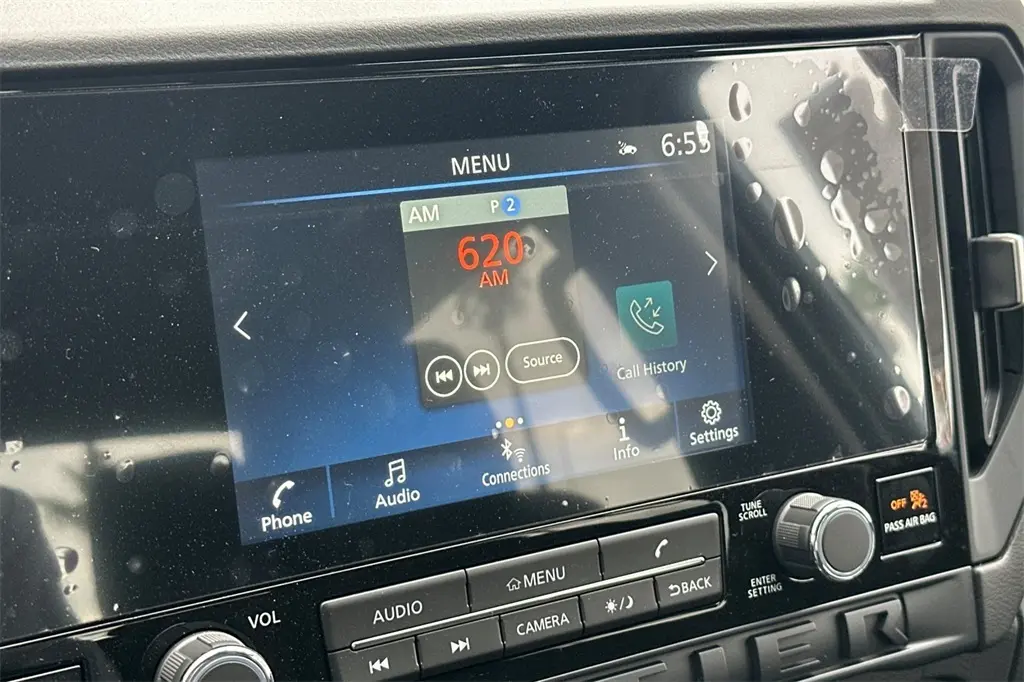 MENU
6:55
AM P 2
620
AM
Source
Call History
Phone
Audio
Connections
Info
Settings
TUNE
SCROLL
OFF
PASS AIR BAG
ENTER
SETTING
VOL
AUDIO
MENU
CAMERA
BACK
TIER